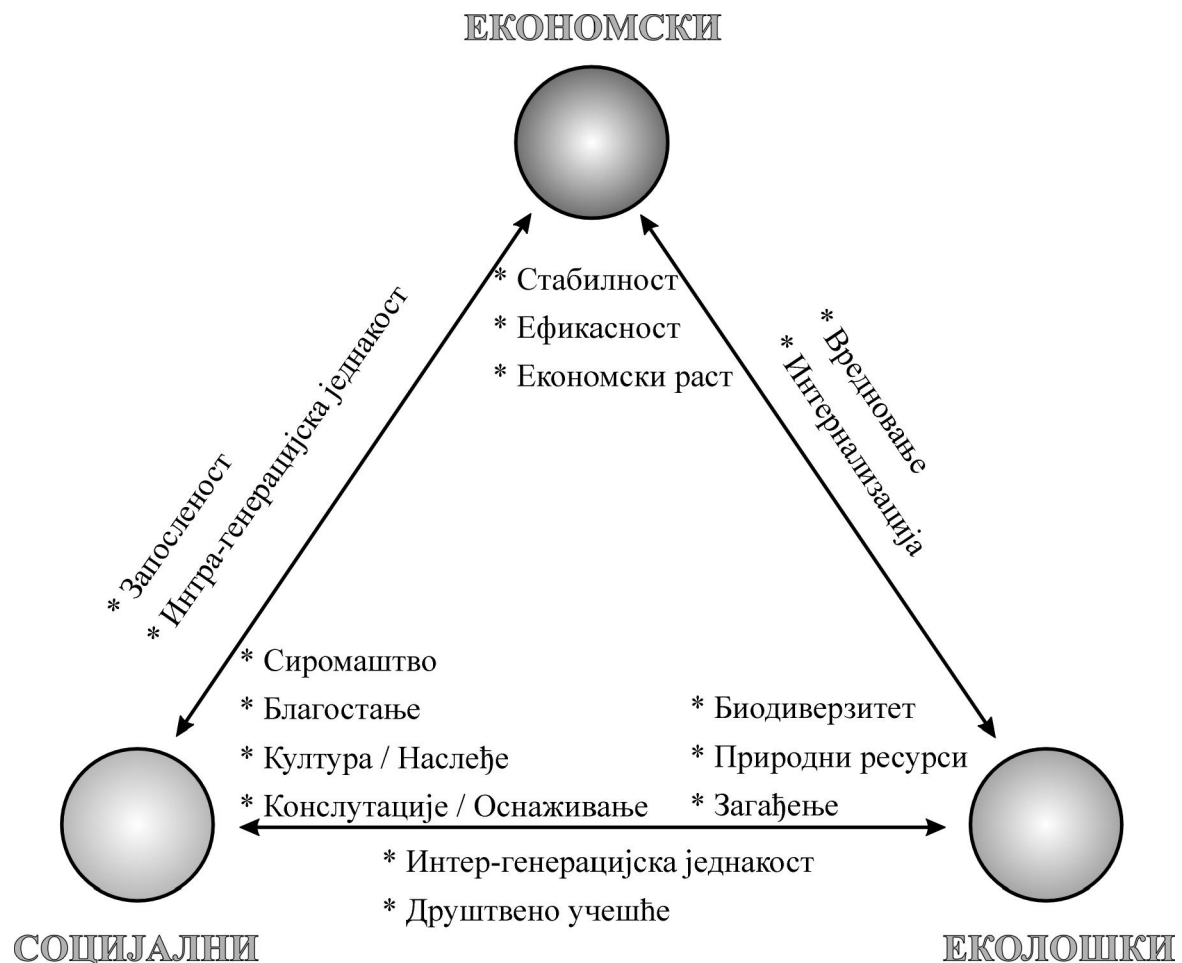 ЕКОНОМСКИ
* Стабилност
* Ефикасност
* Економски раст
* Запосленост
* Интра-генерацијска једнакост
* Вредновање
* Интернализација
* Сиромаштво
* Благостање
* Култура / Наслеђе
* Конслутације / Оснаживање
* Биодиверзитет
* Природни ресурси
* Загађење
* Интер-генерацијска једнакост
* Друштвено учешће
СОЦИЈАЛНИ
ЕКОЛОШКИ